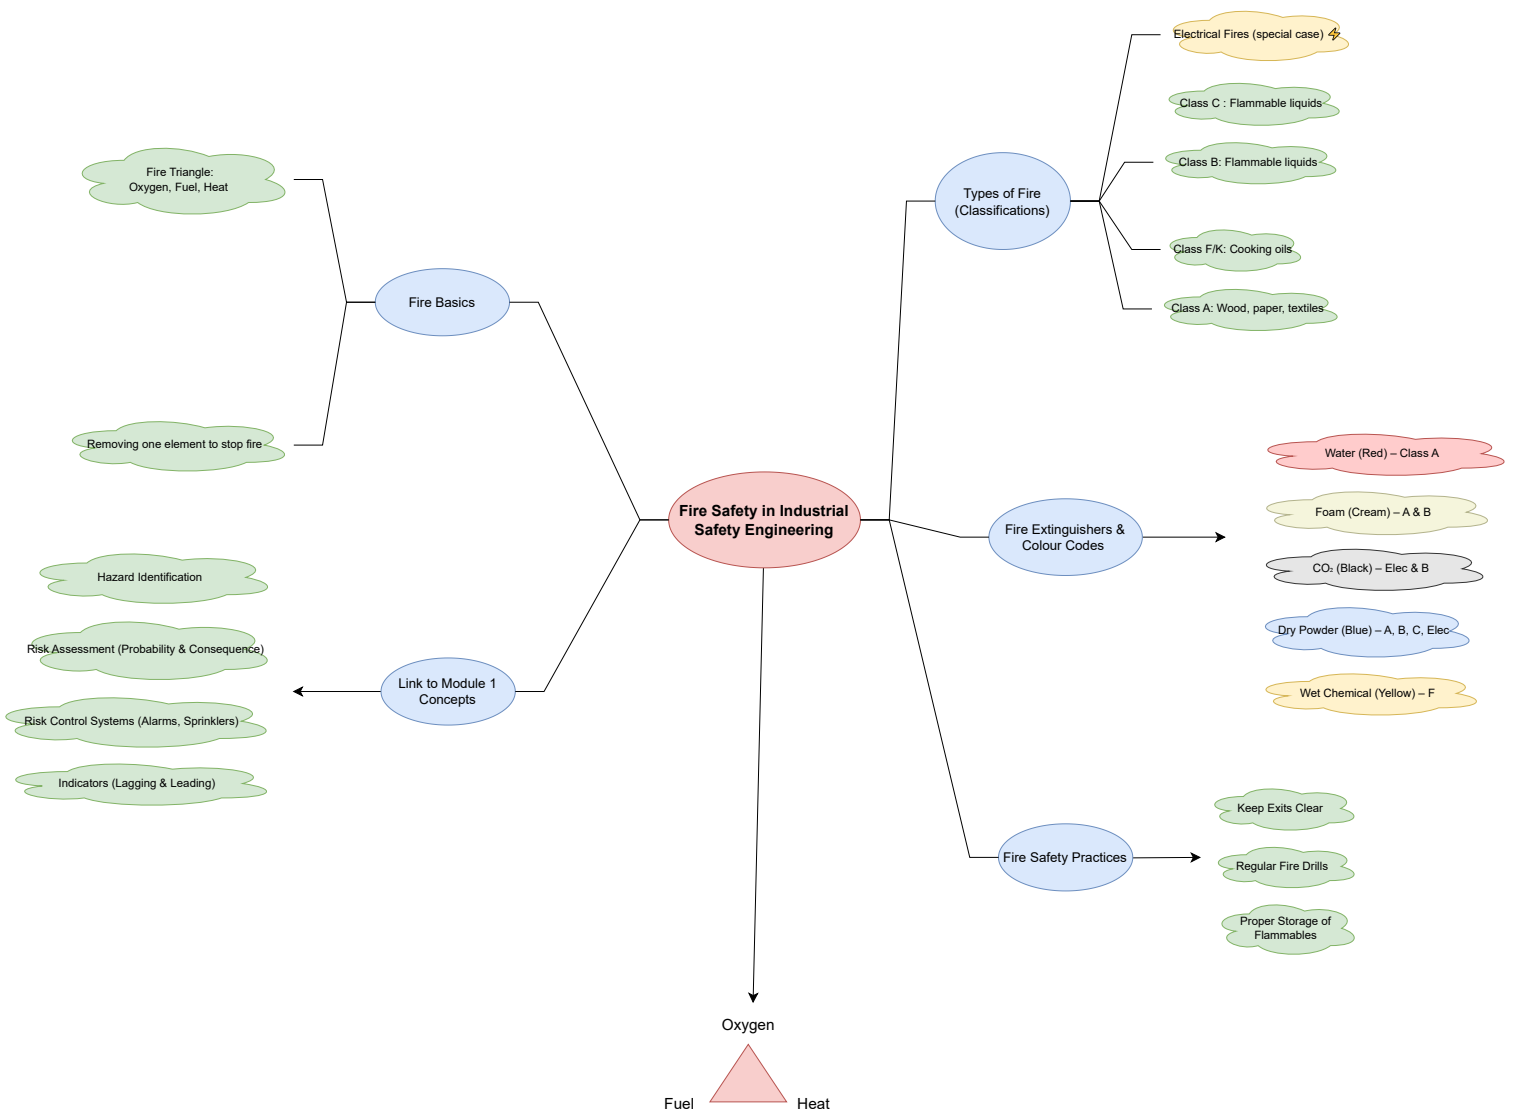 Electrical Fires (special case) ⚡
Class C : Flammable liquids
Class B: Flammable liquids
Class F/K: Cooking oils
Class A: Wood, paper, textiles
Types of Fire
(Classifications)
Fire Triangle:
Oxygen, Fuel, Heat
Fire Basics
Removing one element to stop fire
Fire Safety in Industrial
Safety Engineering
Fire Extinguishers &
Colour Codes
Water (Red) – Class A
Foam (Cream) – A & B
CO₂ (Black) – Elec & B
Dry Powder (Blue) – A, B, C, Elec
Wet Chemical (Yellow) – F
Hazard Identification
Risk Assessment (Probability & Consequence)
Risk Control Systems (Alarms, Sprinklers)
Indicators (Lagging & Leading)
Link to Module 1
Concepts
Fire Safety Practices
Keep Exits Clear
Regular Fire Drills
Proper Storage of
Flammables
Oxygen
Fuel
Heat